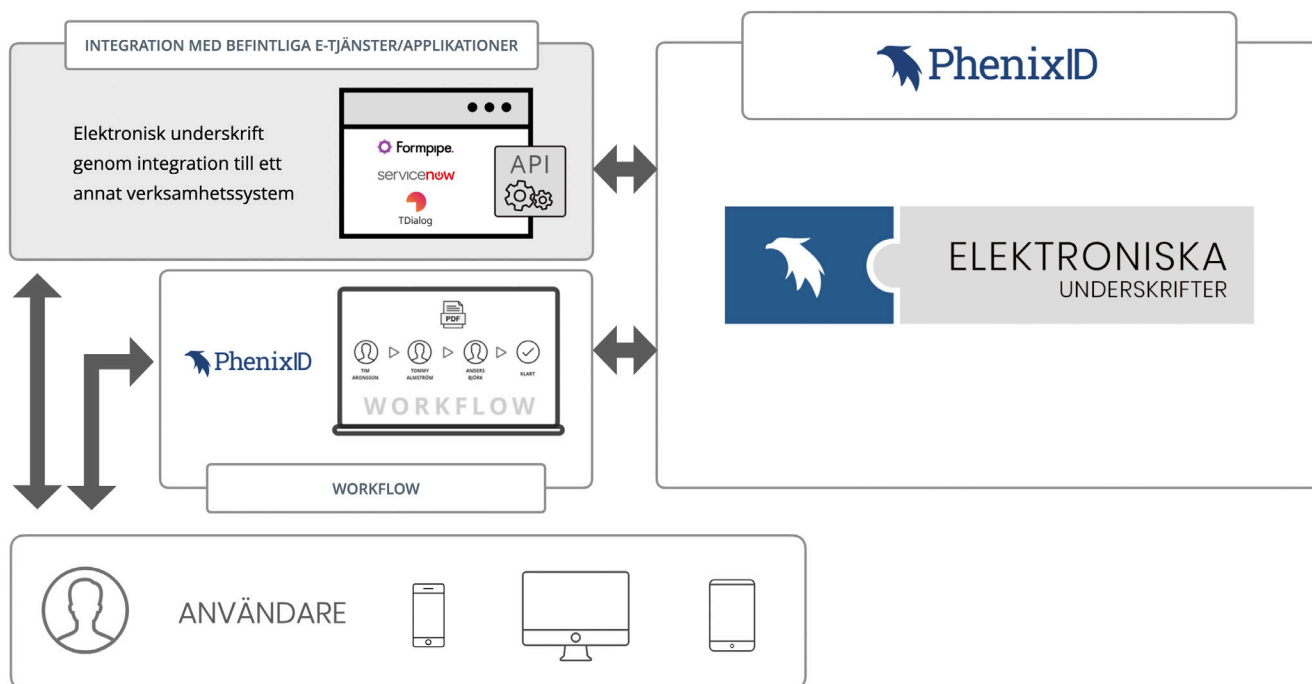 INTEGRATION MED BEFINTLIGA E-TJÄNSTER/APPLIKATIONER
Elektronisk underskrift
genom integration till ett
annat verksamhetssystem
Formpipe.
servicenow
TDialog
API
PhenixID
ELEKTRONISKA
UNDERSKRIFTER
PhenixID
PDF
TIM
ARONSSON
TOMMY
ALMSTRÖM
ANDERS
BJÖRK
KLART
WORKFLOW
WORKFLOW
ANVÄNDARE